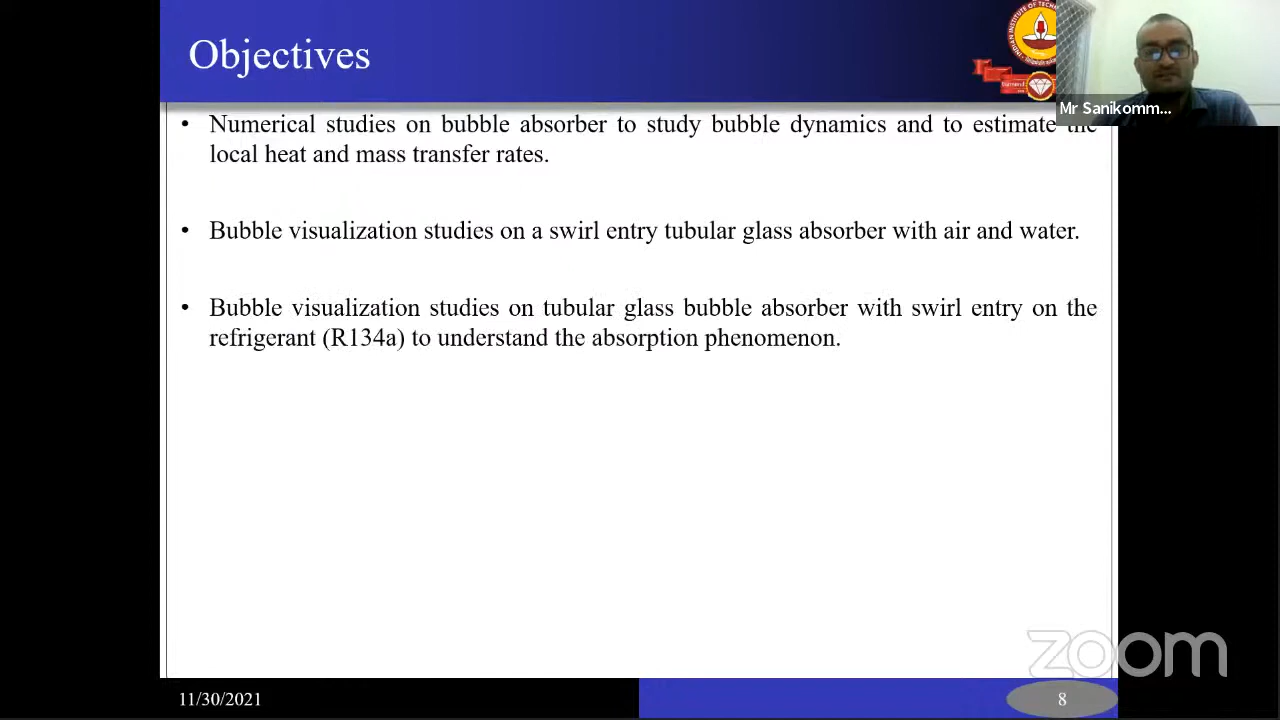 Objectives
Mr Sanikomm...
• Numerical studies on bubble absorber to study bubble dynamics and to estimate the
local heat and mass transfer rates.
• Bubble visualization studies on a swirl entry tubular glass absorber with air and water.
• Bubble visualization studies on tubular glass bubble absorber with swirl entry on the
refrigerant (R134a) to understand the absorption phenomenon.
zoom
11/30/2021
8